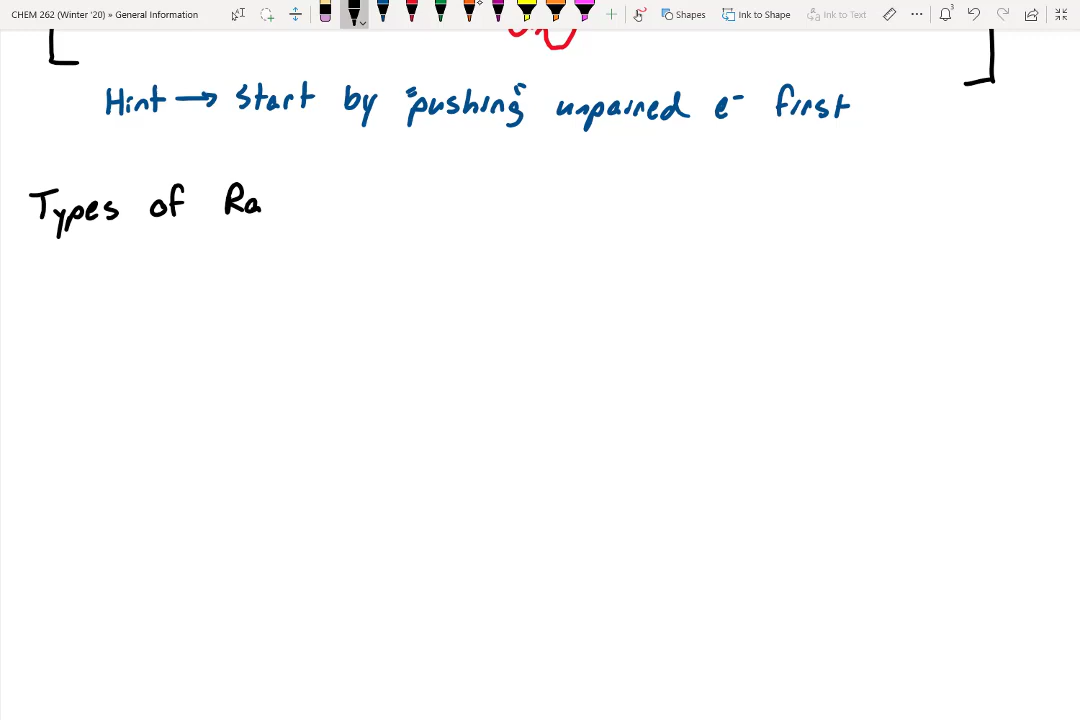 CHEM 262 (Winter '20) » General Information
Shapes
Ink to Shape
Ink to Text
3
Hint → Start by "pushing" unpaired e⁻ first
Types of Ra